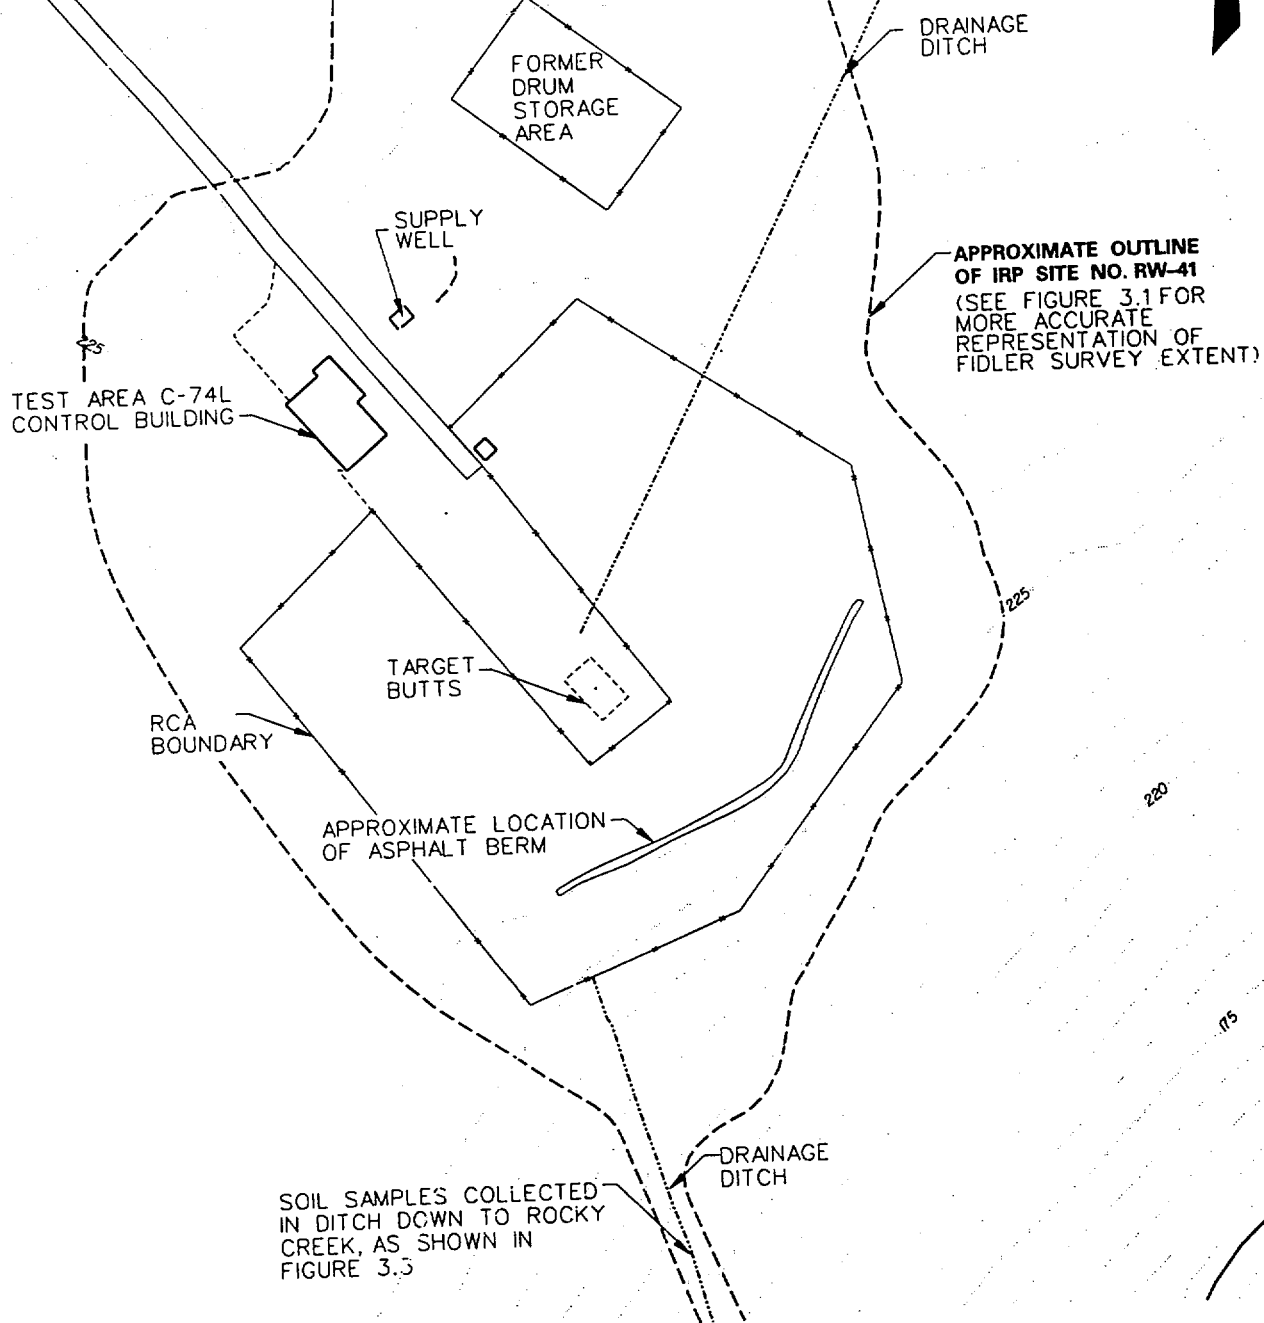 DRAINAGE
DITCH
FORMER
DRUM
STORAGE
AREA
SUPPLY
WELL
APPROXIMATE OUTLINE
OF IRP SITE NO. RW-41
(SEE FIGURE 3.1 FOR
MORE ACCURATE
REPRESENTATION OF
FIDLER SURVEY EXTENT)
225
TEST AREA C-74L
CONTROL BUILDING
225
TARGET
BUTTS
RCA
BOUNDARY
220
APPROXIMATE LOCATION
OF ASPHALT BERM
175
DRAINAGE
DITCH
SOIL SAMPLES COLLECTED
IN DITCH DOWN TO ROCKY
CREEK, AS SHOWN IN
FIGURE 3.3